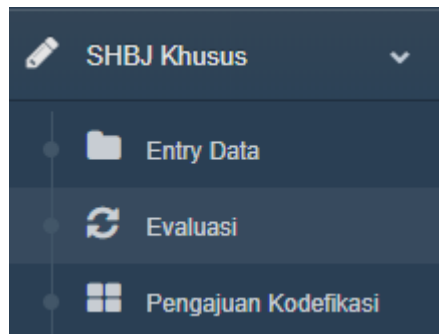 SHBJ Khusus
Entry Data
Evaluasi
Pengajuan Kodefikasi